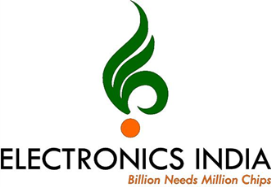 ELECTRONICS INDIA
Billion Needs Million Chips